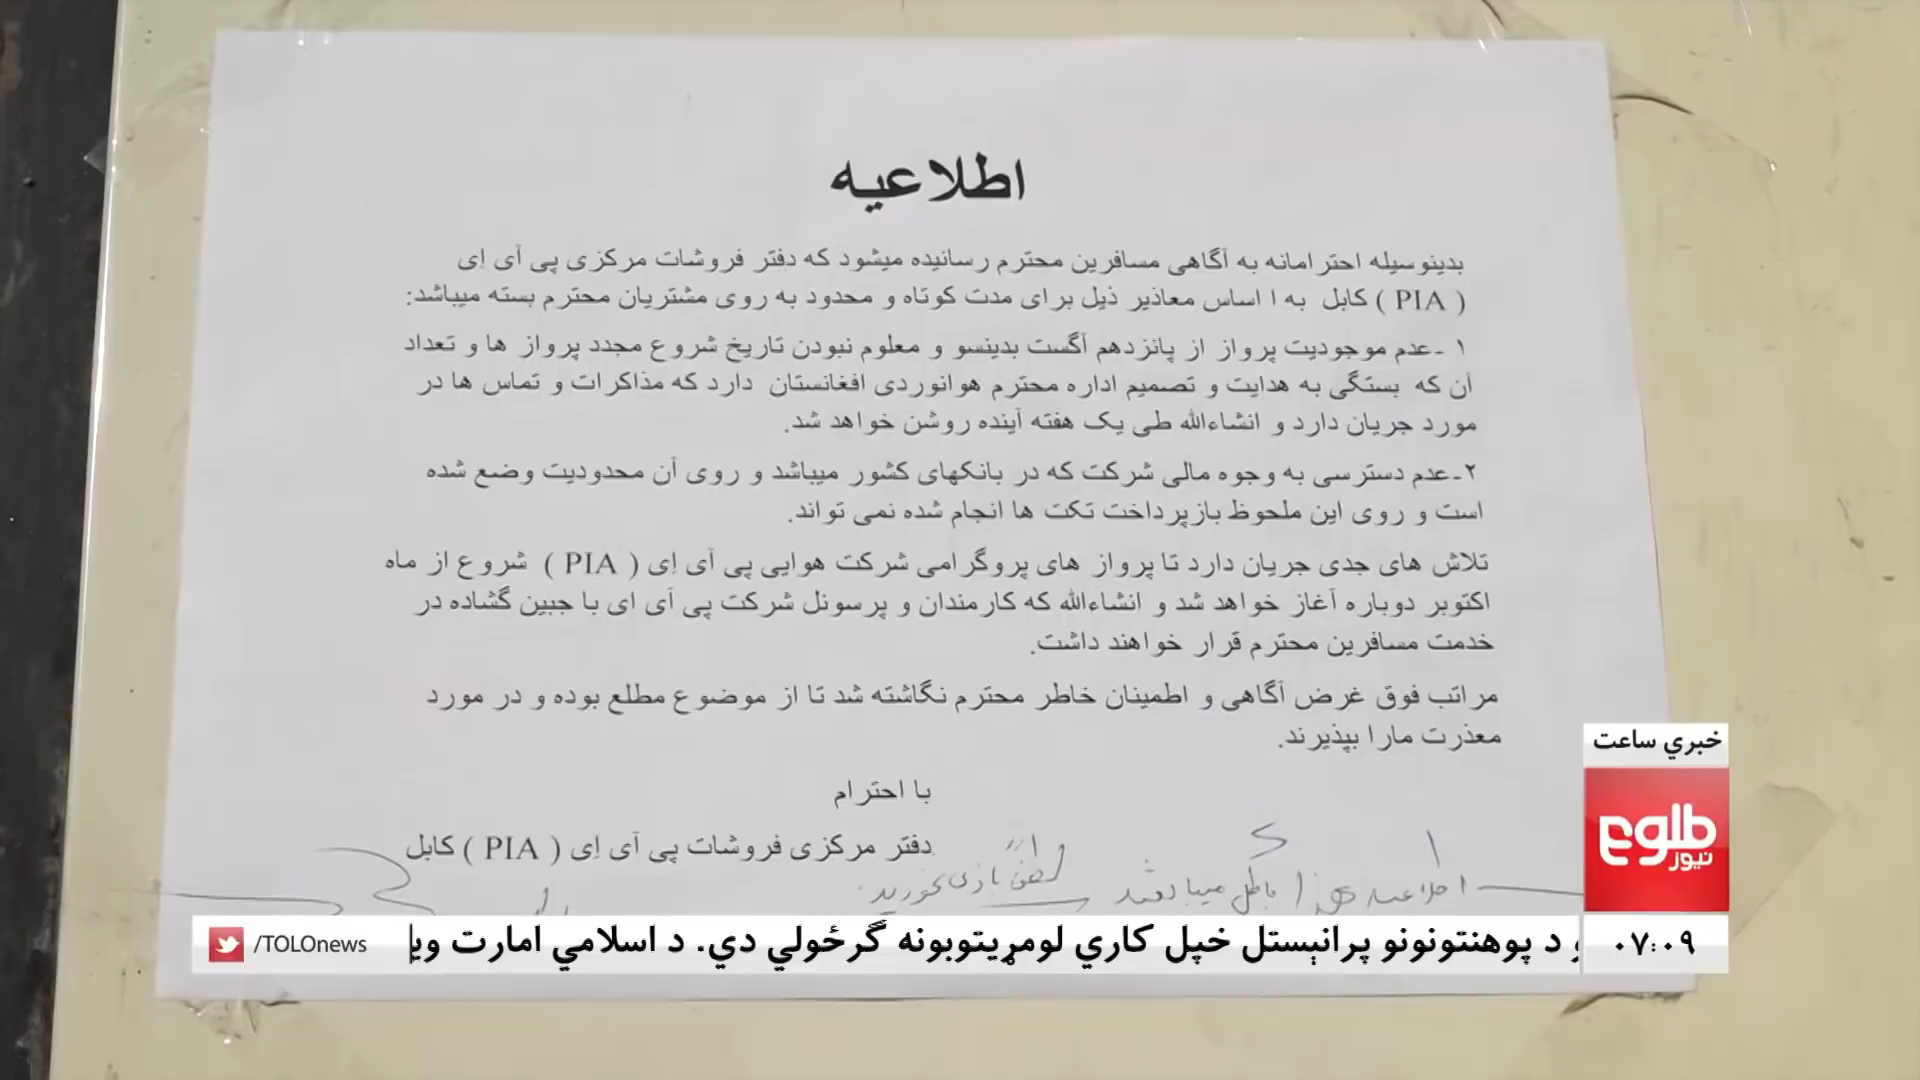 اطلاعیه
بدینوسیله احترامانه به آگاهی مسافرین محترم رسانیده میشود که دفتر فروشات مرکزی پی آی اِی
( PIA ) کابل به ا اساس معاذیر ذیل برای مدت کوتاه و محدود به روی مشتریان محترم بسته میباشد:
۱ -عدم موجودیت پرواز از پانزدهم آگست بدینسو و معلوم نبودن تاریخ شروع مجدد پرواز ها و تعداد
آن که بستگی به هدایت و تصمیم اداره محترم هوانوردی افغانستان دارد که مذاکرات و تماس ها در
مورد جریان دارد و انشاءالله طی یک هفته آینده روشن خواهد شد.
۲-عدم دسترسی به وجوه مالی شرکت که در بانکهای کشور میباشد و روی آن محدودیت وضع شده
است و روی این ملحوظ بازپرداخت تکت ها انجام شده نمی تواند.
تلاش های جدی جریان دارد تا پرواز های پروگرامی شرکت هوایی پی آی اِی ( PIA ) شروع از ماه
اکتوبر دوباره آغاز خواهد شد و انشاءالله که کارمندان و پرسونل شرکت پی آی ای با جبین گشاده در
خدمت مسافرین محترم قرار خواهند داشت.
مراتب فوق غرض آگاهی و اطمینان خاطر محترم نگاشته شد تا از موضوع مطلع بوده و در مورد
معذرت مارا بپذیرند.
با احترام
دفتر مرکزی فروشات پی آی اِی ( PIA ) کابل
اطلاعیه هذا باطل میباشد
خبري ساعت
طلوع
نیوز
/TOLOnews
و د پوهنتونونو پرانېستل خپل کاري لومړیتوبونه ګرځولي دي. د اسلامي امارت ویا
۰۷:۰۹